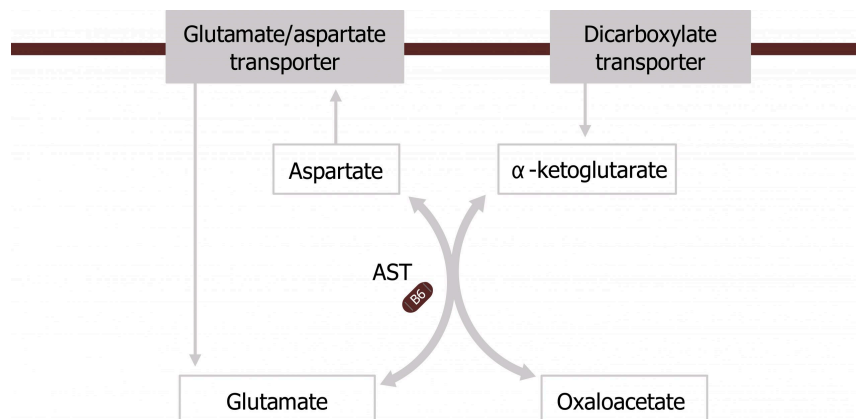 Glutamate/aspartate
transporter
Dicarboxylate
transporter
Aspartate
α-ketoglutarate
AST
B6
Glutamate
Oxaloacetate